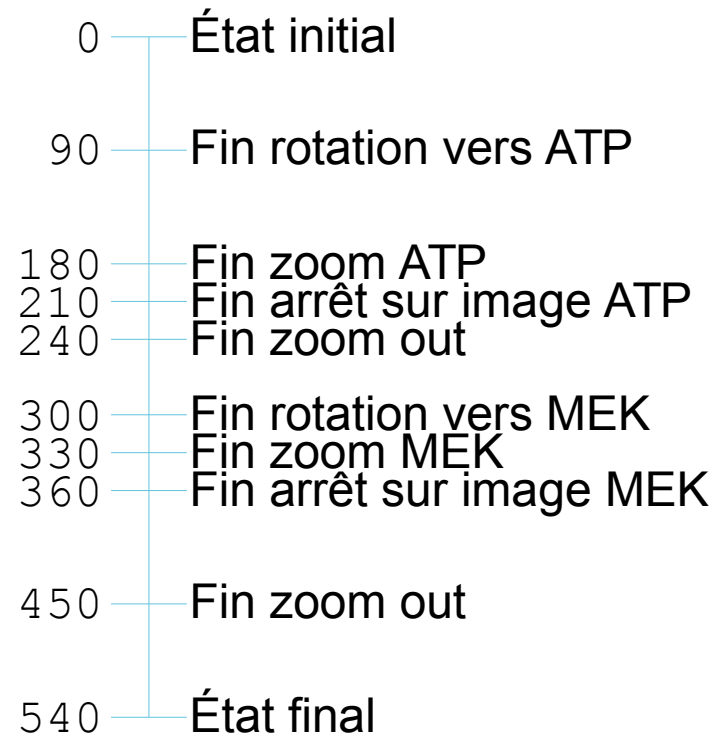 0 État initial
90 Fin rotation vers ATP
180 Fin zoom ATP
210 Fin arrêt sur image ATP
240 Fin zoom out
300 Fin rotation vers MEK
330 Fin zoom MEK
360 Fin arrêt sur image MEK
450 Fin zoom out
540 État final